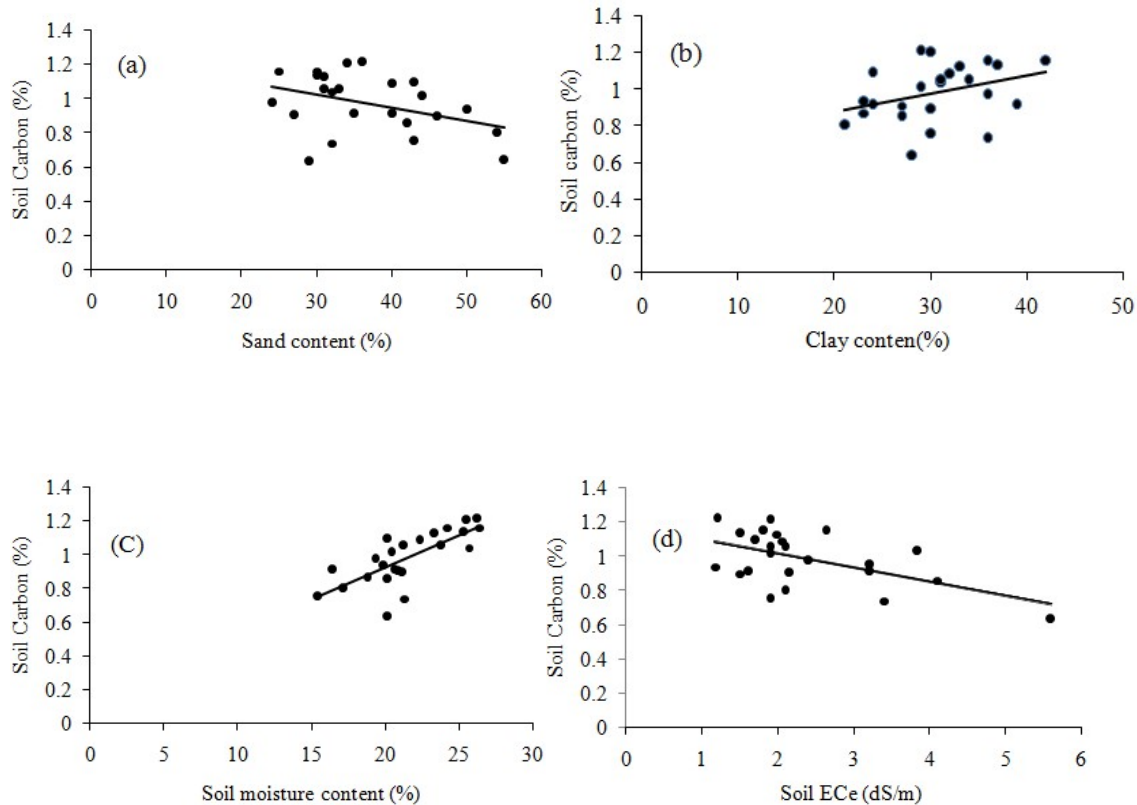 (a)
Soil Carbon (%)
1.4
1.2
1
0.8
0.6
0.4
0.2
0
0 10 20 30 40 50 60
Sand content (%)
(b)
Soil carbon (%)
1.4
1.2
1
0.8
0.6
0.4
0.2
0
0 10 20 30 40 50
Clay conten(%)
(C)
Soil Carbon (%)
1.4
1.2
1
0.8
0.6
0.4
0.2
0
0 5 10 15 20 25 30
Soil moisture content (%)
(d)
Soil Carbon (%)
1.4
1.2
1
0.8
0.6
0.4
0.2
0
0 1 2 3 4 5 6
Soil ECe (dS/m)